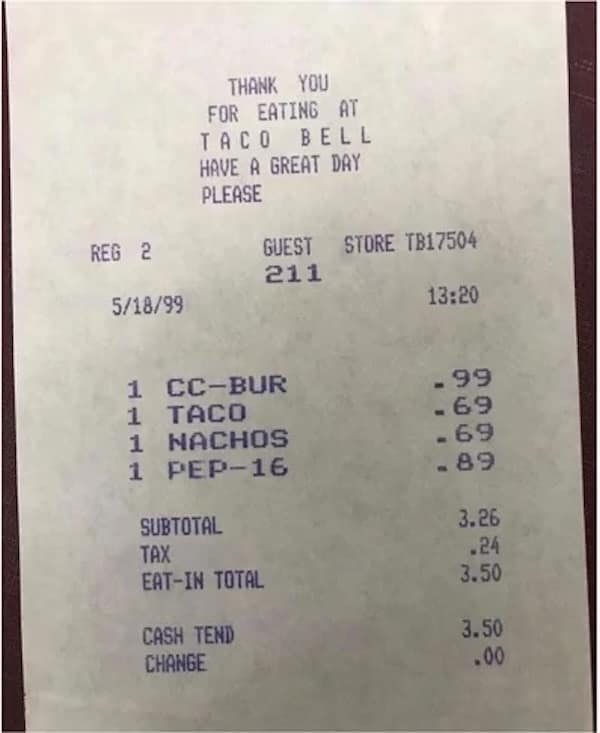 THANK YOU
FOR EATING AT
TACO BELL
HAVE A GREAT DAY
PLEASE
REG 2 GUEST STORE TB17504
211
5/18/99 13:20
1 CC-BUR .99
1 TACO .69
1 NACHOS .69
1 PEP-16 .89
SUBTOTAL 3.26
TAX .24
EAT-IN TOTAL 3.50
CASH TEND 3.50
CHANGE .00